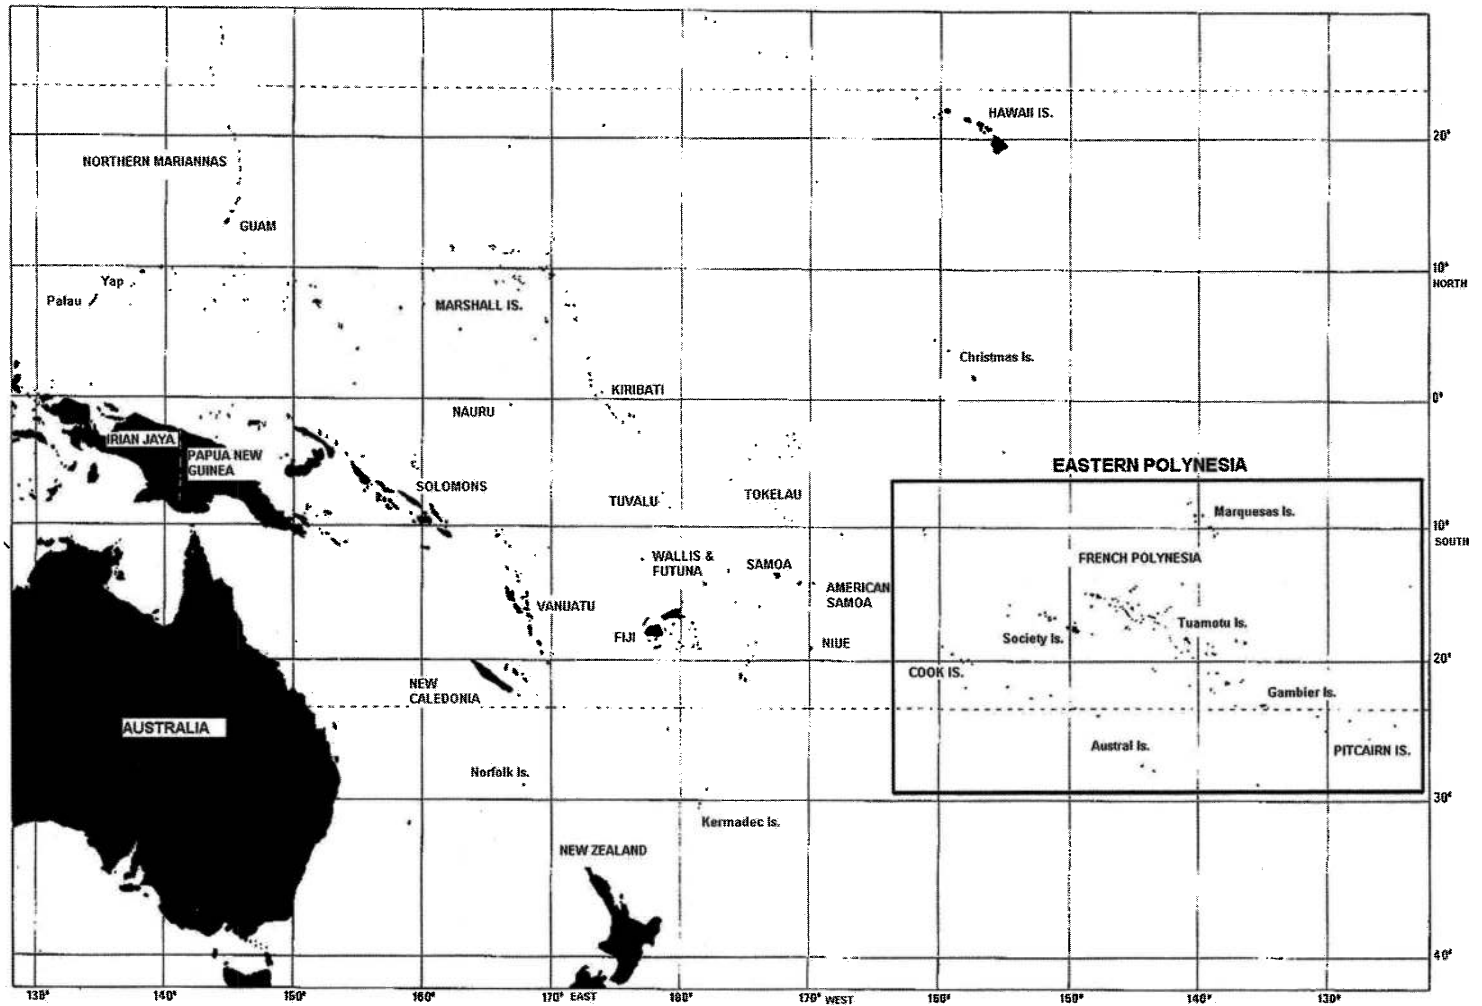 HAWAII IS.
20°
NORTHERN MARIANNAS
GUAM
10°
NORTH
Yap
Palau
MARSHALL IS.
Christmas Is.
KIRIBATI
0°
NAURU
IRIAN JAYA
PAPUA NEW
GUINEA
EASTERN POLYNESIA
SOLOMONS
TUVALU
TOKELAU
Marquesas Is.
10°
SOUTH
WALLIS &
FUTUNA
SAMOA
FRENCH POLYNESIA
AMERICAN
SAMOA
VANUATU
FIJI
NIUE
Society Is.
Tuamotu Is.
20°
COOK IS.
NEW
CALEDONIA
Gambier Is.
AUSTRALIA
Austral Is.
PITCAIRN IS.
Norfolk Is.
30°
Kermadec Is.
NEW ZEALAND
40°
130°
140°
150°
160°
170° EAST
180°
170° WEST
150°
140°
130°